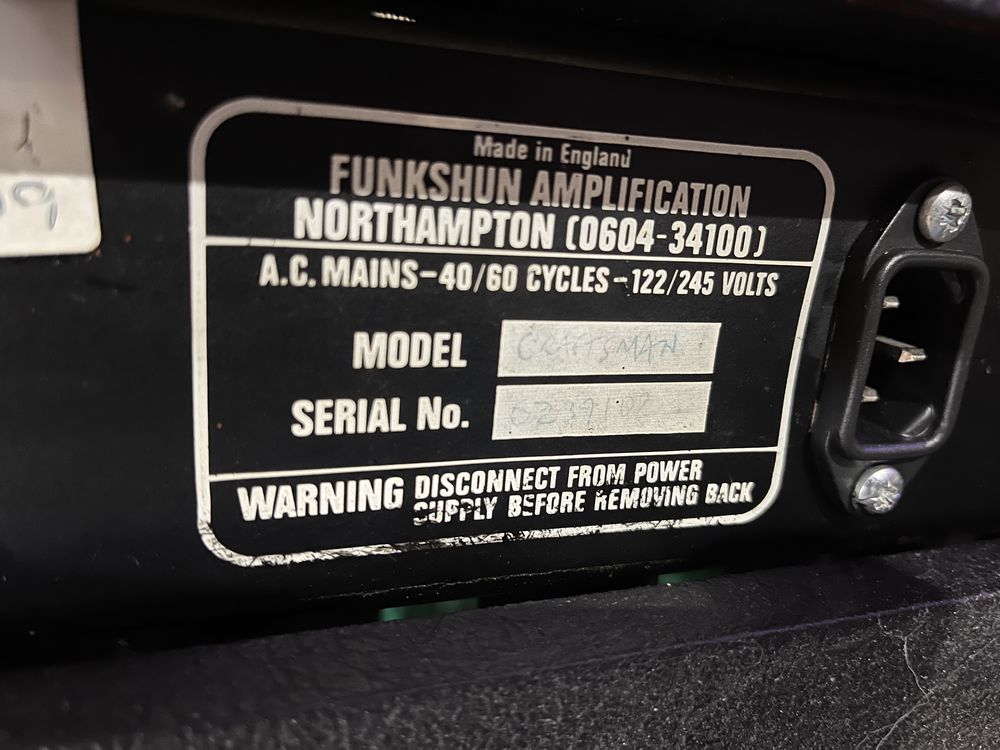 Made in England
FUNKSHUN AMPLIFICATION
NORTHAMPTON (0604-34100)
A.C. MAINS-40/60 CYCLES-122/245 VOLTS
MODEL CRAFTSMAN
SERIAL No.
WARNING DISCONNECT FROM POWER
SUPPLY BEFORE REMOVING BACK